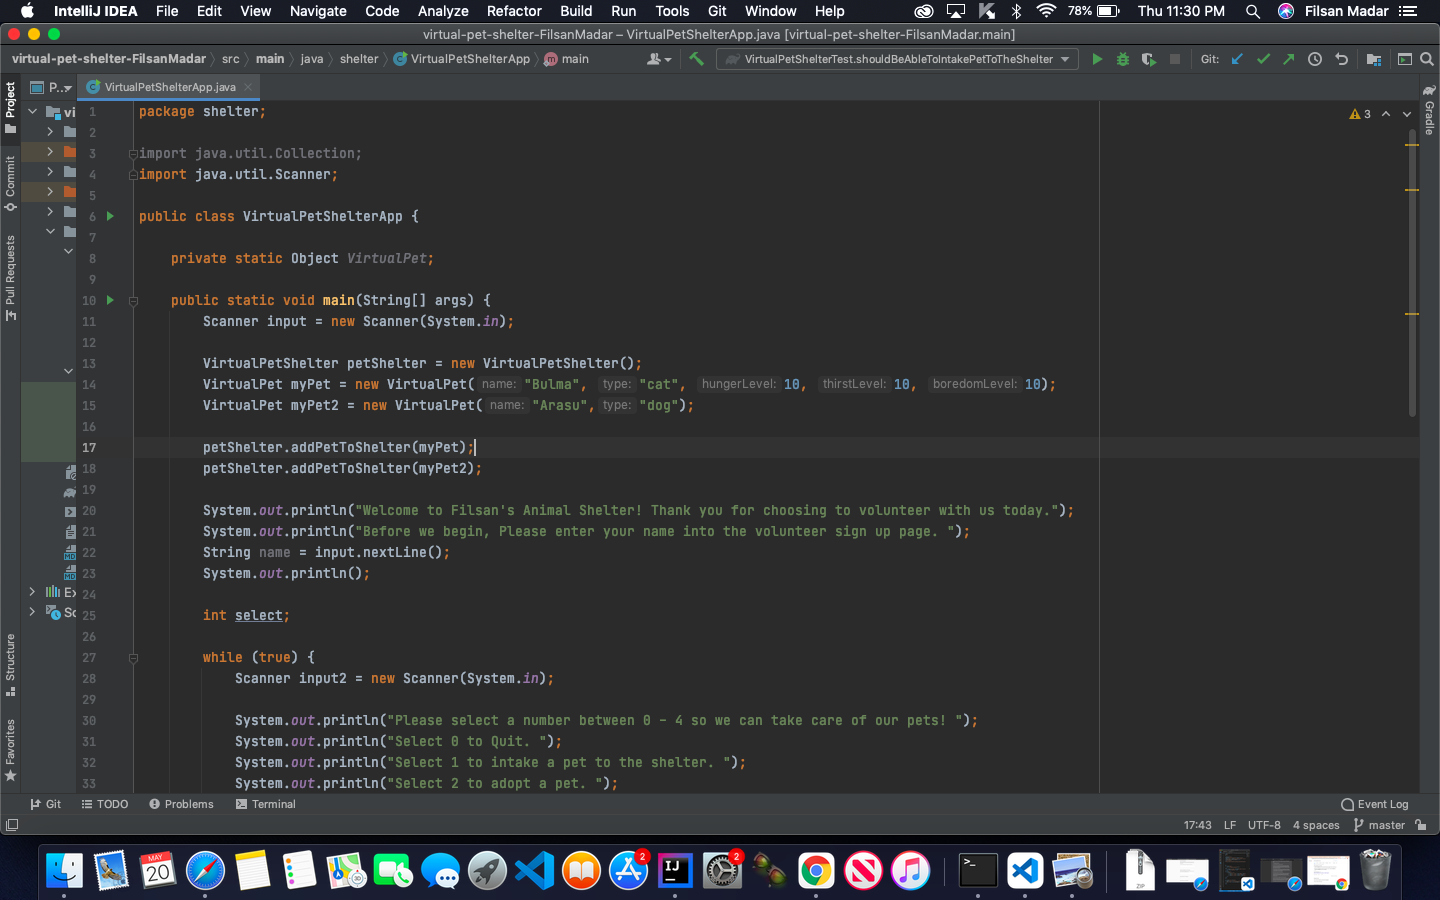 IntelliJ IDEA File Edit View Navigate Code Analyze Refactor Build Run Tools Git Window Help 78% Thu 11:30 PM Filsan Madar
virtual-pet-shelter-FilsanMadar – VirtualPetShelterApp.java [virtual-pet-shelter-FilsanMadar.main]
virtual-pet-shelter-FilsanMadar src main java shelter VirtualPetShelterApp main VirtualPetShelterTest.shouldBeAbleToIntakePetToTheShelter Git:
P... VirtualPetShelterApp.java
Project
Commit
Pull Requests
Structure
Favorites
Gradle
vi
Ex
Sc
3
1 package shelter;
2
3 import java.util.Collection;
4 import java.util.Scanner;
5
6 public class VirtualPetShelterApp {
7
8 private static Object VirtualPet;
9
10 public static void main(String[] args) {
11 Scanner input = new Scanner(System.in);
12
13 VirtualPetShelter petShelter = new VirtualPetShelter();
14 VirtualPet myPet = new VirtualPet( name: "Bulma", type: "cat", hungerLevel: 10, thirstLevel: 10, boredomLevel: 10);
15 VirtualPet myPet2 = new VirtualPet( name: "Arasu", type: "dog");
16
17 petShelter.addPetToShelter(myPet);
18 petShelter.addPetToShelter(myPet2);
19
20 System.out.println("Welcome to Filsan's Animal Shelter! Thank you for choosing to volunteer with us today.");
21 System.out.println("Before we begin, Please enter your name into the volunteer sign up page. ");
22 String name = input.nextLine();
23 System.out.println();
24
25 int select;
26
27 while (true) {
28 Scanner input2 = new Scanner(System.in);
29
30 System.out.println("Please select a number between 0 - 4 so we can take care of our pets! ");
31 System.out.println("Select 0 to Quit. ");
32 System.out.println("Select 1 to intake a pet to the shelter. ");
33 System.out.println("Select 2 to adopt a pet. ");
Git TODO Problems Terminal Event Log
17:43 LF UTF-8 4 spaces master
MAY
20
2
IJ
2
ZIP